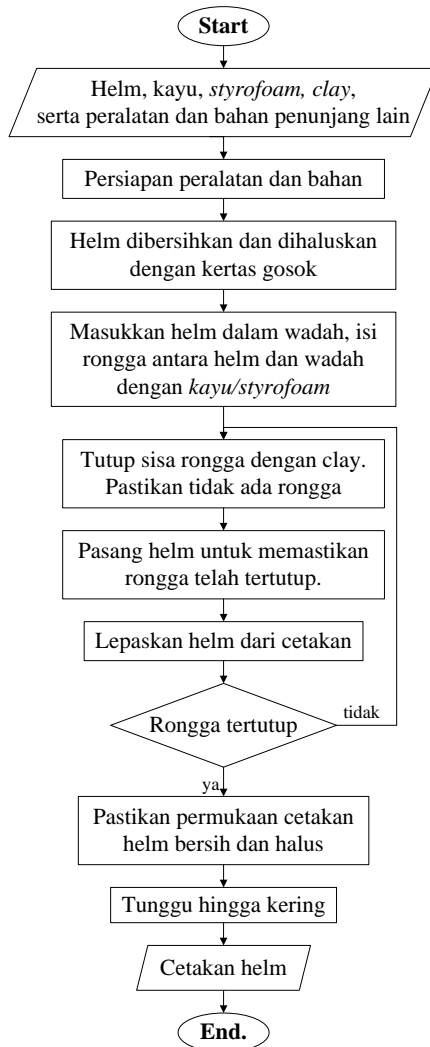 Start
Helm, kayu, styrofoam, clay,
serta peralatan dan bahan penunjang lain
Persiapan peralatan dan bahan
Helm dibersihkan dan dihaluskan
dengan kertas gosok
Masukkan helm dalam wadah, isi
rongga antara helm dan wadah
dengan kayu/styrofoam
Tutup sisa rongga dengan clay.
Pastikan tidak ada rongga
Pasang helm untuk memastikan
rongga telah tertutup.
Lepaskan helm dari cetakan
Rongga tertutup
tidak
ya
Pastikan permukaan cetakan
helm bersih dan halus
Tunggu hingga kering
Cetakan helm
End.